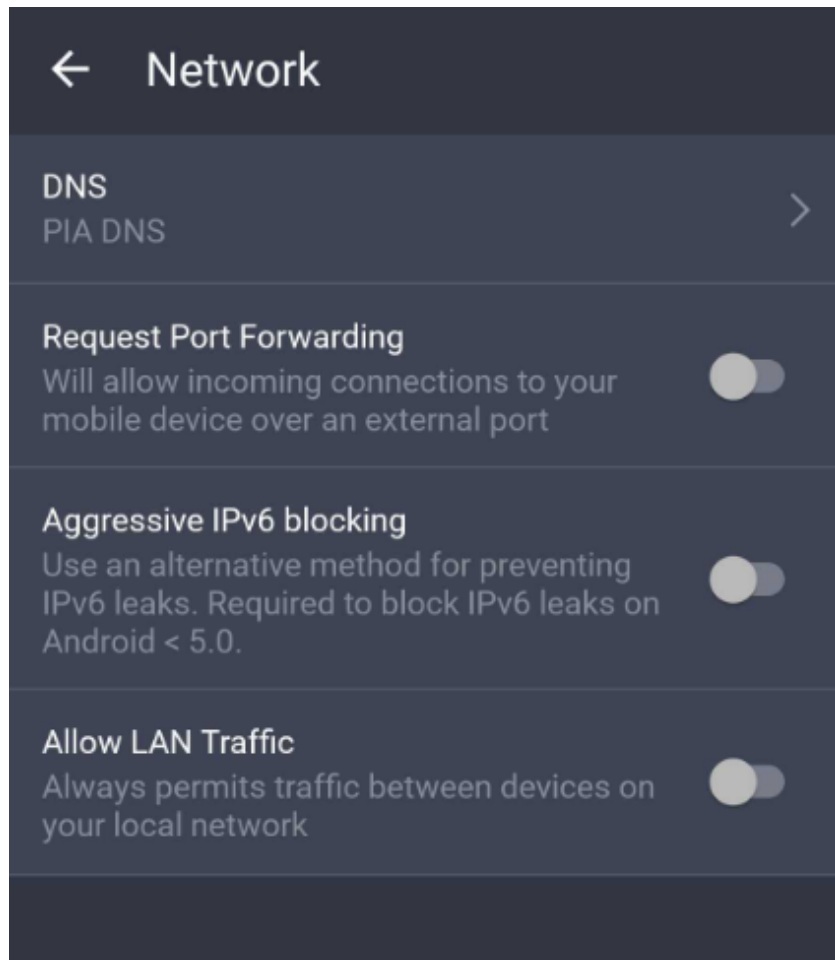 Network
DNS
PIA DNS
Request Port Forwarding
Will allow incoming connections to your
mobile device over an external port
Aggressive IPv6 blocking
Use an alternative method for preventing
IPv6 leaks. Required to block IPv6 leaks on
Android < 5.0.
Allow LAN Traffic
Always permits traffic between devices on
your local network